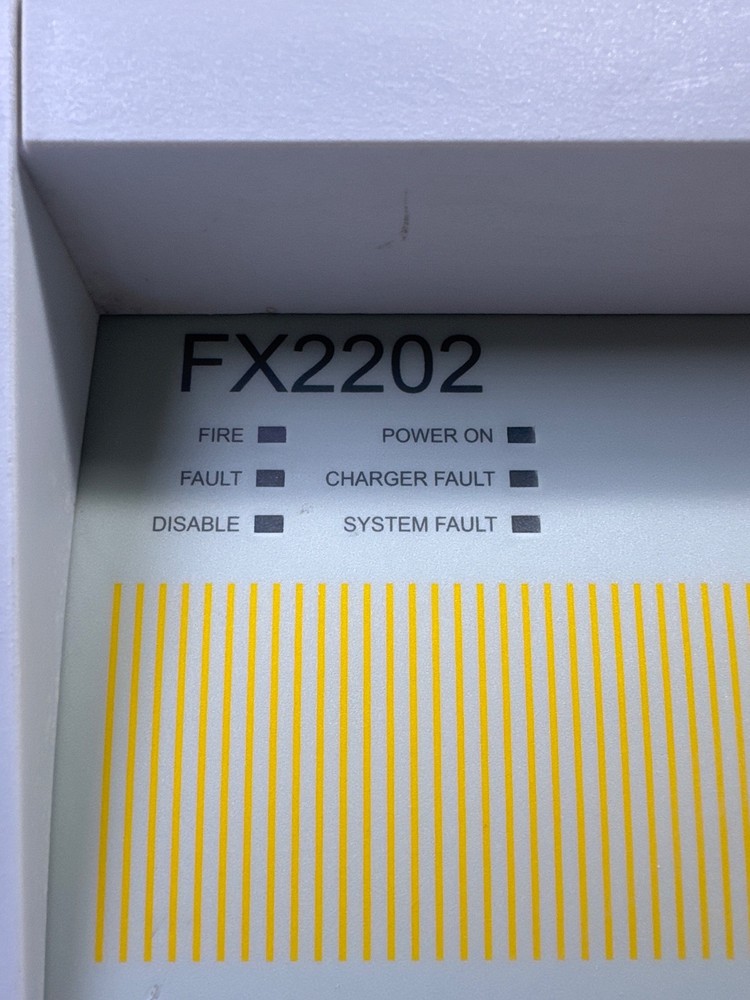 FX2202
FIRE POWER ON
FAULT CHARGER FAULT
DISABLE SYSTEM FAULT